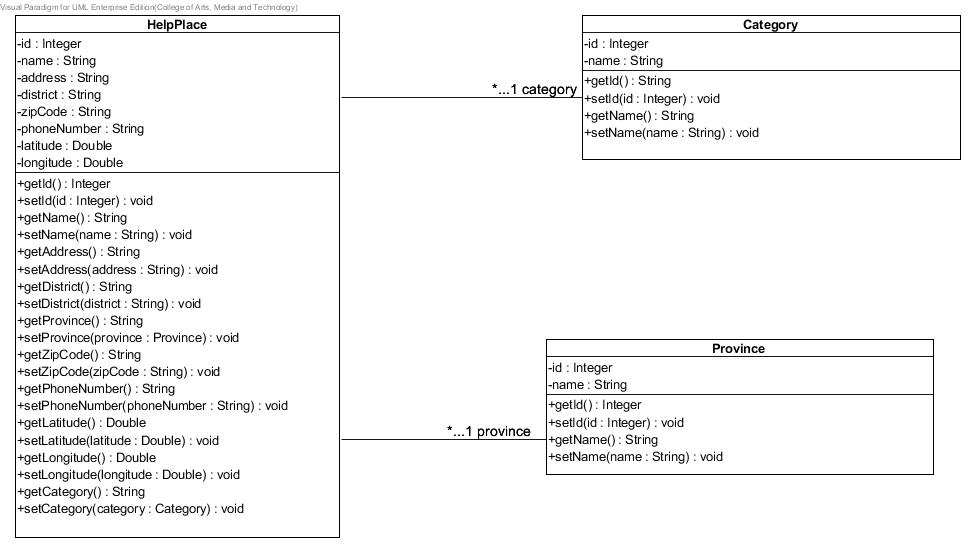 Visual Paradigm for UML Enterprise Edition(College of Arts, Media and Technology)
HelpPlace
-id : Integer
-name : String
-address : String
-district : String
-zipCode : String
-phoneNumber : String
-latitude : Double
-longitude : Double
+getId() : Integer
+setId(id : Integer) : void
+getName() : String
+setName(name : String) : void
+getAddress() : String
+setAddress(address : String) : void
+getDistrict() : String
+setDistrict(district : String) : void
+getProvince() : String
+setProvince(province : Province) : void
+getZipCode() : String
+setZipCode(zipCode : String) : void
+getPhoneNumber() : String
+setPhoneNumber(phoneNumber : String) : void
+getLatitude() : Double
+setLatitude(latitude : Double) : void
+getLongitude() : Double
+setLongitude(longitude : Double) : void
+getCategory() : String
+setCategory(category : Category) : void
*...1 category
Category
-id : Integer
-name : String
+getId() : String
+setId(id : Integer) : void
+getName() : String
+setName(name : String) : void
*...1 province
Province
-id : Integer
-name : String
+getId() : Integer
+setId(id : Integer) : void
+getName() : String
+setName(name : String) : void